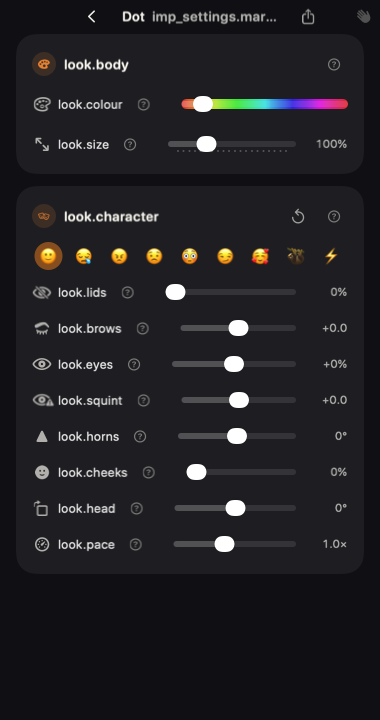 Dot imp_settings.mar...
look.body
look.colour
look.size 100%
look.character
look.lids 0%
look.brows +0.0
look.eyes +0%
look.squint +0.0
look.horns 0°
look.cheeks 0%
look.head 0°
look.pace 1.0×